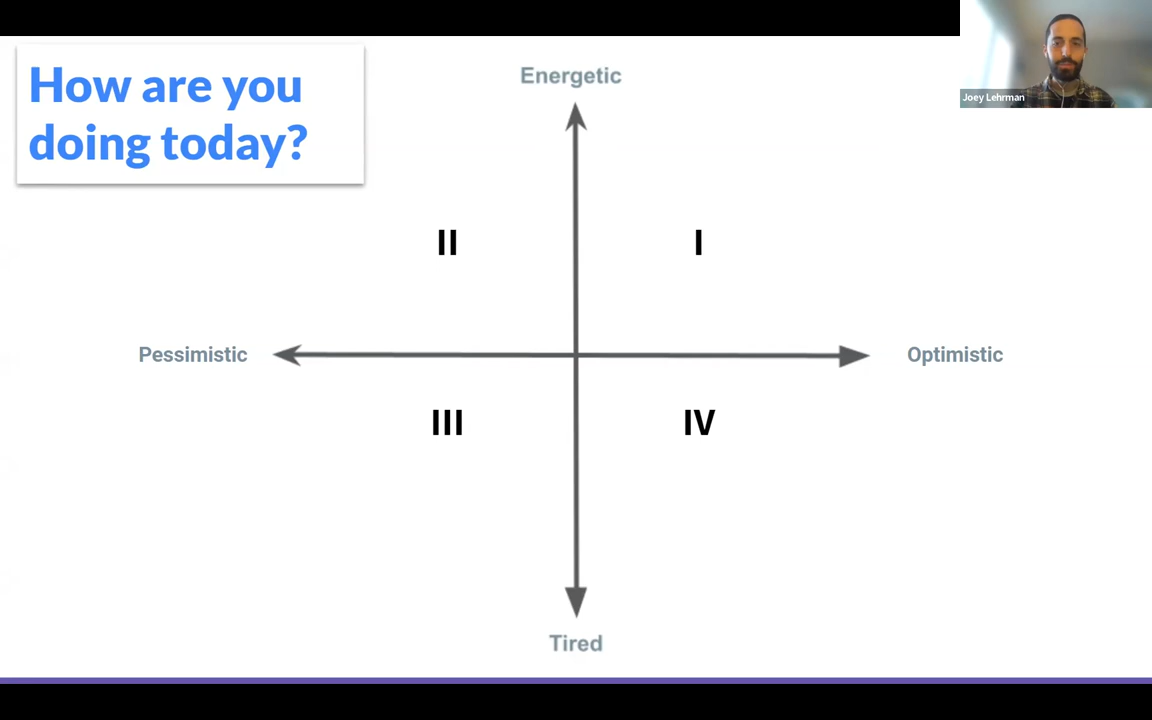 How are you
doing today?
Energetic
Joey Lehrman
II
I
Pessimistic
Optimistic
III
IV
Tired